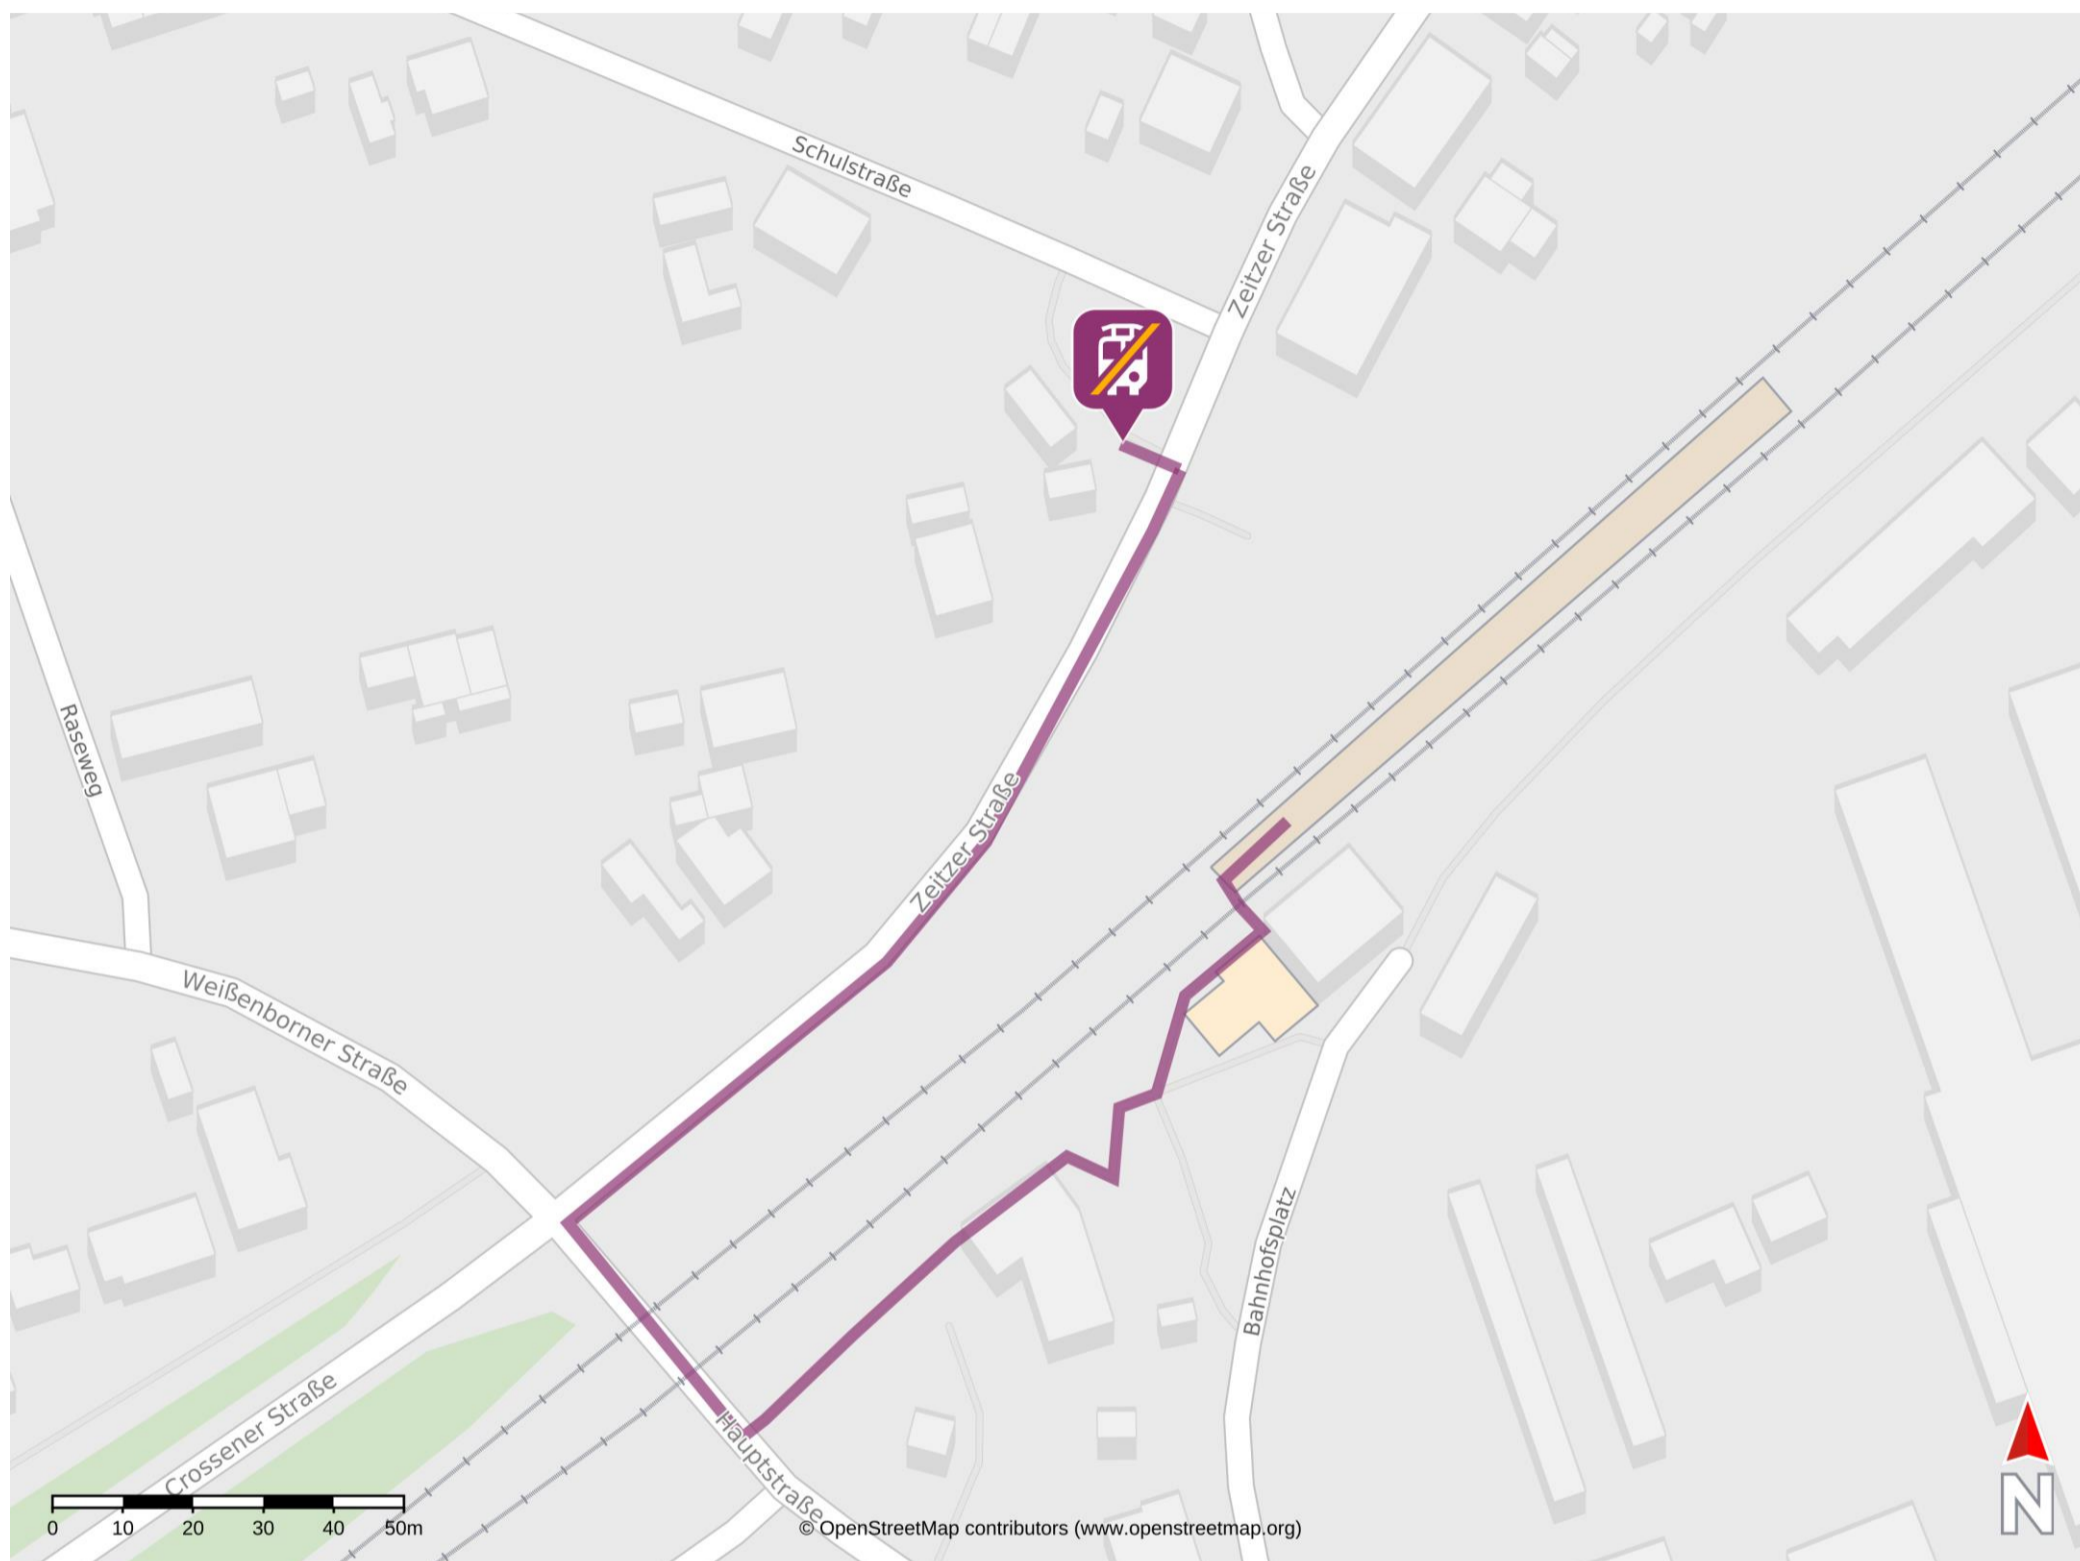 Schulstraße
Zeitzer Straße
Raseweg
Zeitzer Straße
Weißenborner Straße
Bahnhofsplatz
Crossener Straße
Hauptstraße
0 10 20 30 40 50m
© OpenStreetMap contributors (www.openstreetmap.org)
N